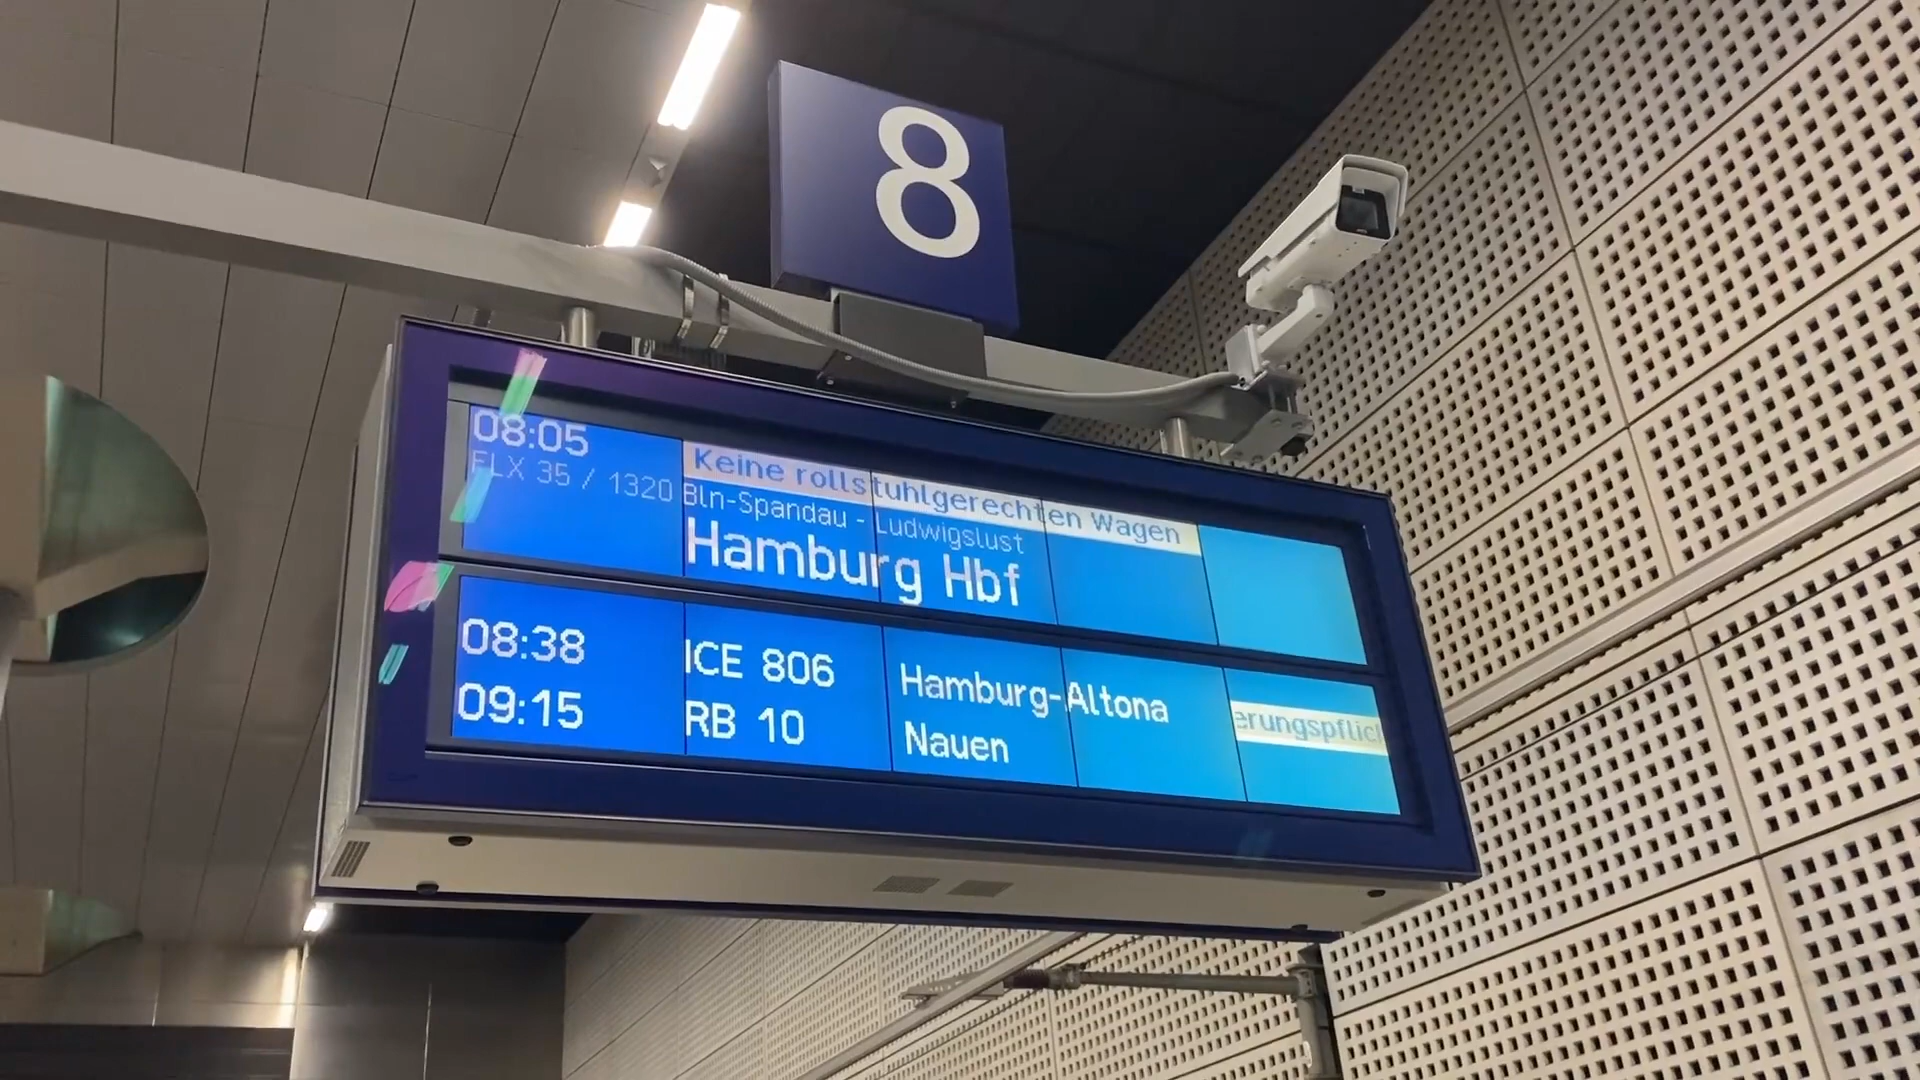 8
08:05
FLX 35 / 1320
Keine rollstuhlgerechten Wagen
Bln-Spandau - Ludwigslust
Hamburg Hbf
08:38 ICE 806 Hamburg-Altona
09:15 RB 10 Nauen